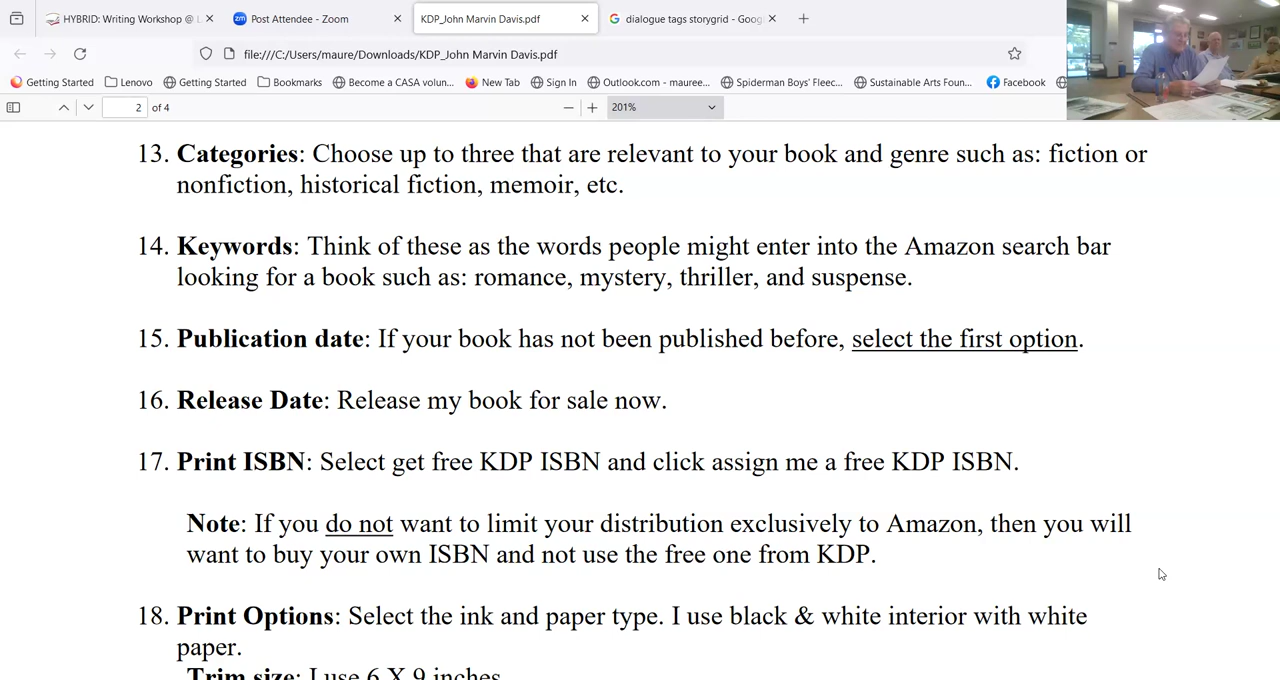 HYBRID: Writing Workshop @ L
Post Attendee - Zoom
KDP_John Marvin Davis.pdf
dialogue tags storygrid - Goog
file:///C:/Users/maure/Downloads/KDP_John Marvin Davis.pdf
Getting Started Lenovo Getting Started Bookmarks Become a CASA volun... New Tab Sign In Outlook.com - mauree... Spiderman Boys' Fleec... Sustainable Arts Foun... Facebook
2 of 4 201%
13. Categories: Choose up to three that are relevant to your book and genre such as: fiction or
nonfiction, historical fiction, memoir, etc.
14. Keywords: Think of these as the words people might enter into the Amazon search bar
looking for a book such as: romance, mystery, thriller, and suspense.
15. Publication date: If your book has not been published before, select the first option.
16. Release Date: Release my book for sale now.
17. Print ISBN: Select get free KDP ISBN and click assign me a free KDP ISBN.
Note: If you do not want to limit your distribution exclusively to Amazon, then you will
want to buy your own ISBN and not use the free one from KDP.
18. Print Options: Select the ink and paper type. I use black & white interior with white
paper.
Trim size: I use 6 X 9 inches